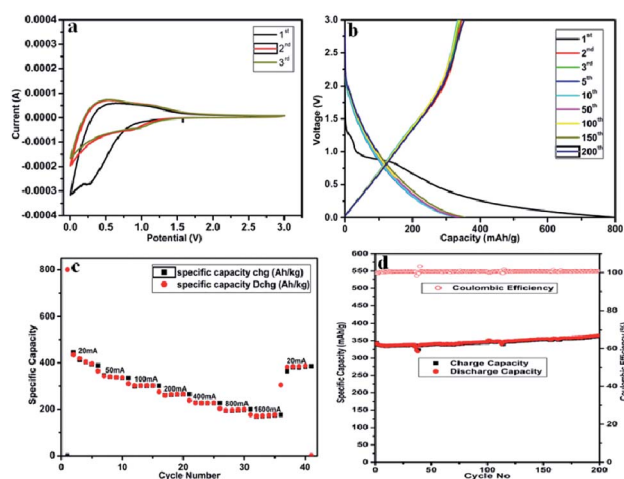 a
0.0004
0.0003
0.0002
0.0001
0.0000
-0.0001
-0.0002
-0.0003
-0.0004
Current (A)
1st
2nd
3rd
0.0 0.5 1.0 1.5 2.0 2.5 3.0
Potential (V)
b
3.0
2.5
2.0
1.5
1.0
0.5
0.0
Voltage (V)
1st
2nd
3rd
5th
10th
50th
100th
150th
200th
0 200 400 600 800
Capacity (mAh/g)
c
800
600
400
200
0
Specific Capacity
specific capacity chg (Ah/kg)
specific capacity Dchg (Ah/kg)
20mA
50mA
100mA
200mA
400mA
800mA
1600mA
20mA
0 10 20 30 40
Cycle Number
d
600
550
500
450
400
350
300
250
200
150
100
50
0
Specific Capacity (mAh/g)
Coulombic Efficiency
Charge Capacity
Discharge Capacity
100
80
60
40
20
0
Coulombic Efficiency (%)
0 50 100 150 200
Cycle No